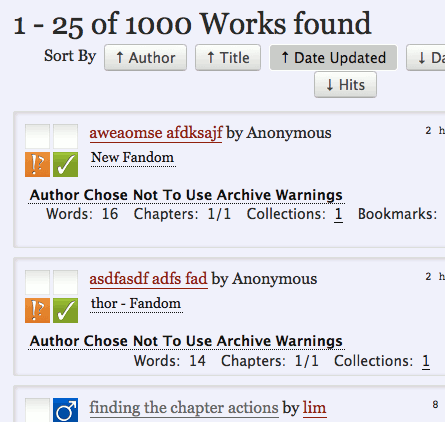 1 - 25 of 1000 Works found
Sort By ↑ Author ↑ Title ↑ Date Updated ↓ Da
↓ Hits
aweaomse afdksajf by Anonymous 2 h
New Fandom
Author Chose Not To Use Archive Warnings
Words: 16 Chapters: 1/1 Collections: 1 Bookmarks:
asdfasdf adfs fad by Anonymous 2 h
thor - Fandom
Author Chose Not To Use Archive Warnings
Words: 14 Chapters: 1/1 Collections: 1
finding the chapter actions by lim 8